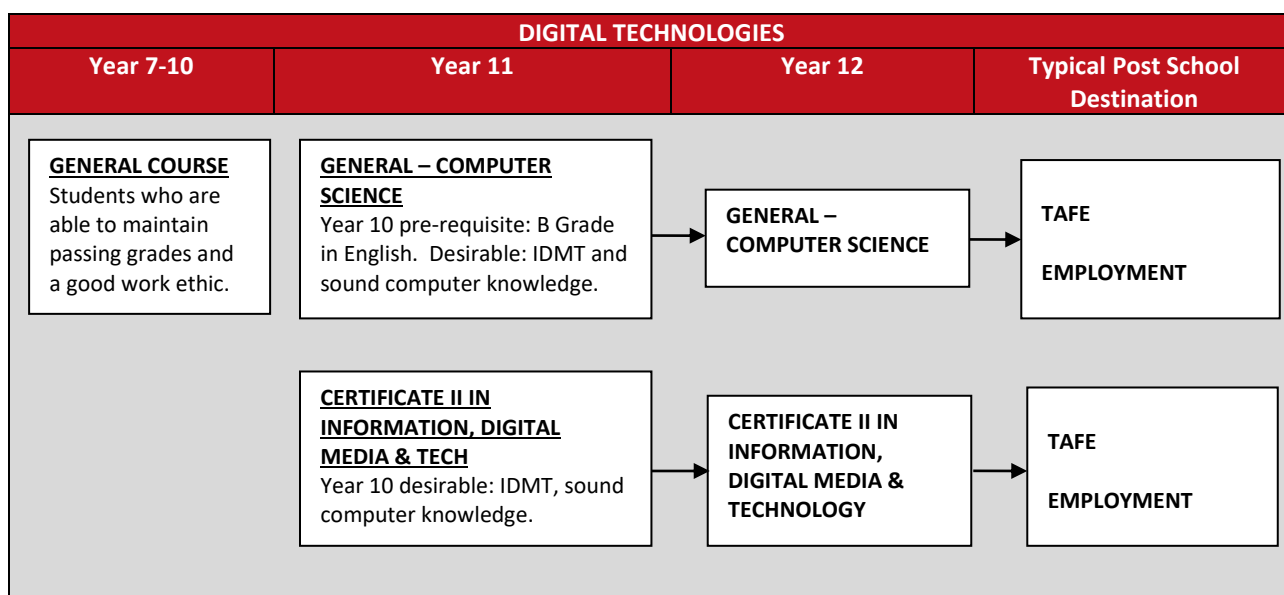 DIGITAL TECHNOLOGIES
Year 7-10
Year 11
Year 12
Typical Post School
Destination
GENERAL COURSE
Students who are
able to maintain
passing grades and
a good work ethic.
GENERAL – COMPUTER
SCIENCE
Year 10 pre-requisite: B Grade
in English.  Desirable: IDMT and
sound computer knowledge.
GENERAL –
COMPUTER SCIENCE
TAFE
EMPLOYMENT
CERTIFICATE II IN
INFORMATION, DIGITAL
MEDIA & TECH
Year 10 desirable: IDMT, sound
computer knowledge.
CERTIFICATE II IN
INFORMATION,
DIGITAL MEDIA &
TECHNOLOGY
TAFE
EMPLOYMENT